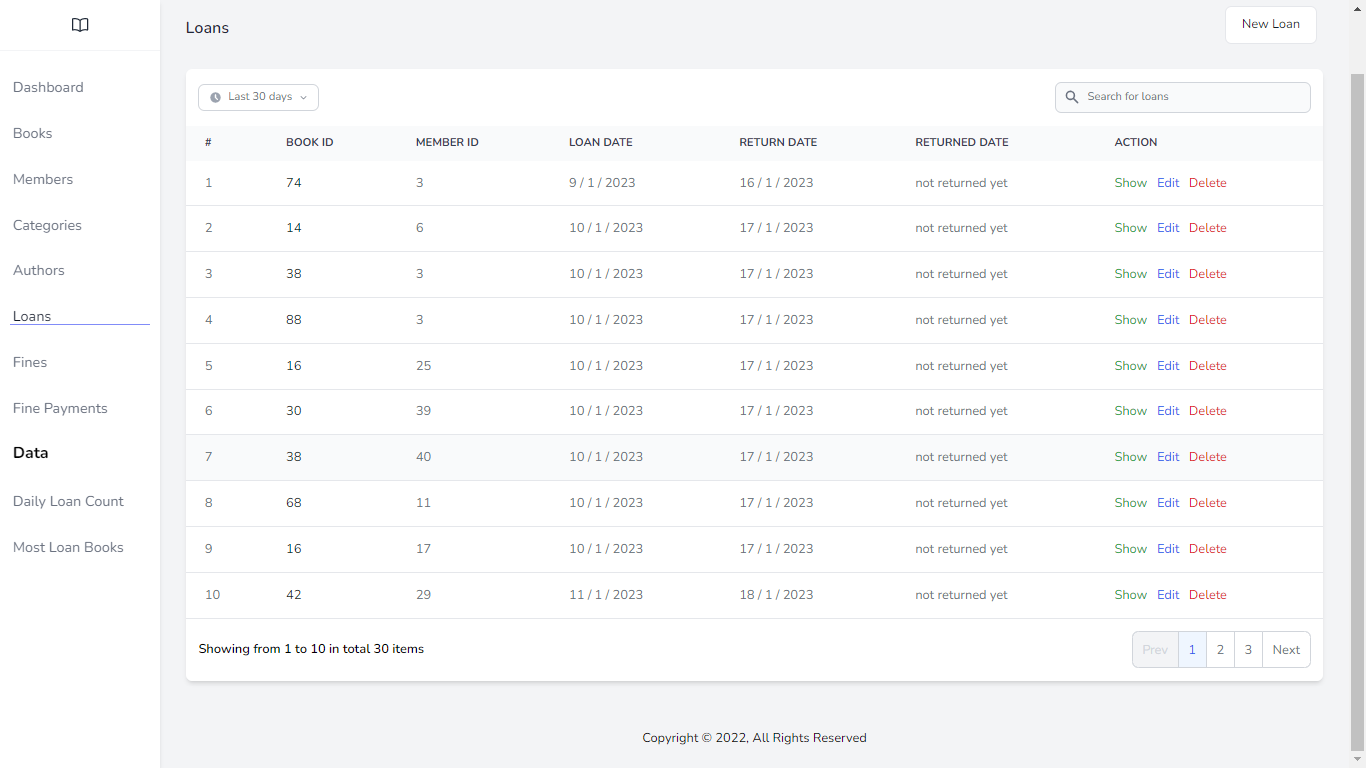 Loans
New Loan
Dashboard
Books
Members
Categories
Authors
Loans
Fines
Fine Payments
Data
Daily Loan Count
Most Loan Books
Last 30 days
Search for loans
# BOOK ID MEMBER ID LOAN DATE RETURN DATE RETURNED DATE ACTION
1 74 3 9 / 1 / 2023 16 / 1 / 2023 not returned yet Show Edit Delete
2 14 6 10 / 1 / 2023 17 / 1 / 2023 not returned yet Show Edit Delete
3 38 3 10 / 1 / 2023 17 / 1 / 2023 not returned yet Show Edit Delete
4 88 3 10 / 1 / 2023 17 / 1 / 2023 not returned yet Show Edit Delete
5 16 25 10 / 1 / 2023 17 / 1 / 2023 not returned yet Show Edit Delete
6 30 39 10 / 1 / 2023 17 / 1 / 2023 not returned yet Show Edit Delete
7 38 40 10 / 1 / 2023 17 / 1 / 2023 not returned yet Show Edit Delete
8 68 11 10 / 1 / 2023 17 / 1 / 2023 not returned yet Show Edit Delete
9 16 17 10 / 1 / 2023 17 / 1 / 2023 not returned yet Show Edit Delete
10 42 29 11 / 1 / 2023 18 / 1 / 2023 not returned yet Show Edit Delete
Showing from 1 to 10 in total 30 items
Prev 1 2 3 Next
Copyright © 2022, All Rights Reserved